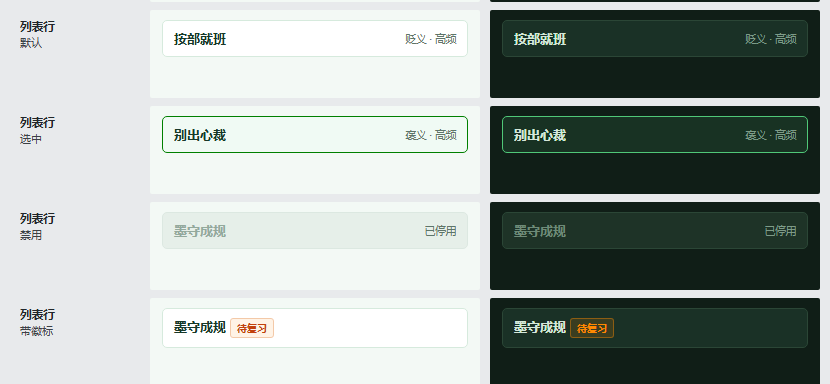 列表行
默认
按部就班 贬义 · 高频 按部就班 贬义 · 高频
列表行
选中
别出心裁 褒义 · 高频 别出心裁 褒义 · 高频
列表行
禁用
墨守成规 已停用 墨守成规 已停用
列表行
带徽标
墨守成规 待复习 墨守成规 待复习